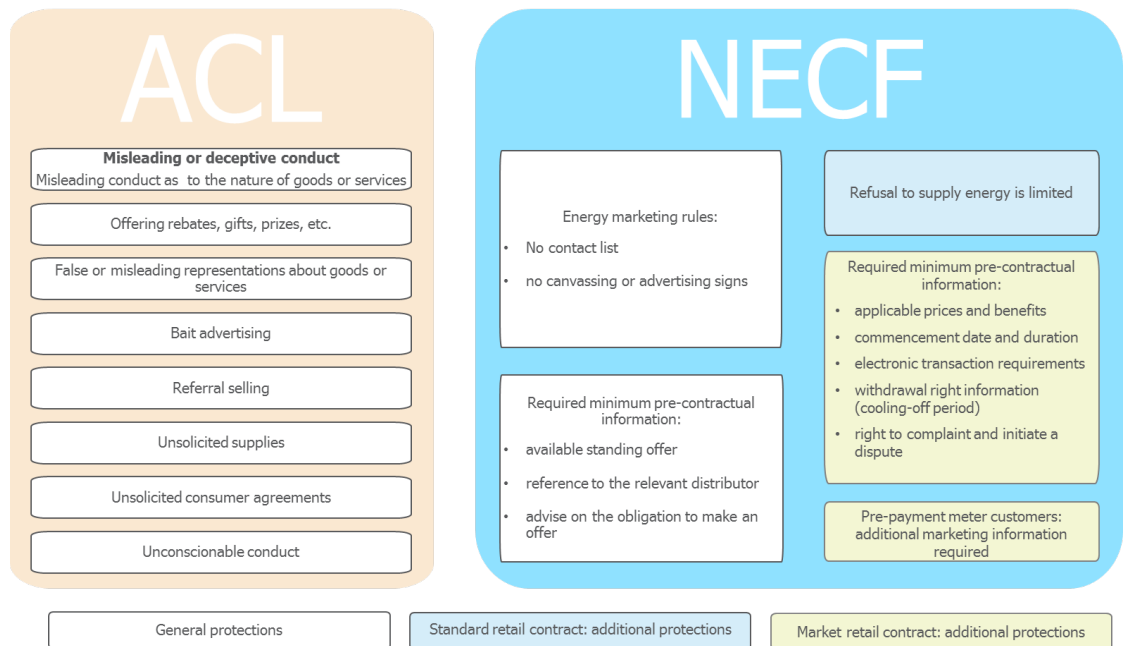 ACL
Misleading or deceptive conduct
Misleading conduct as to the nature of goods or services
Offering rebates, gifts, prizes, etc.
False or misleading representations about goods or
services
Bait advertising
Referral selling
Unsolicited supplies
Unsolicited consumer agreements
Unconscionable conduct
NECF
Energy marketing rules:
• No contact list
• no canvassing or advertising signs
Required minimum pre-contractual
information:
• available standing offer
• reference to the relevant distributor
• advise on the obligation to make an
offer
Refusal to supply energy is limited
Required minimum pre-contractual
information:
• applicable prices and benefits
• commencement date and duration
• electronic transaction requirements
• withdrawal right information
(cooling-off period)
• right to complaint and initiate a
dispute
Pre-payment meter customers:
additional marketing information
required
General protections
Standard retail contract: additional protections
Market retail contract: additional protections